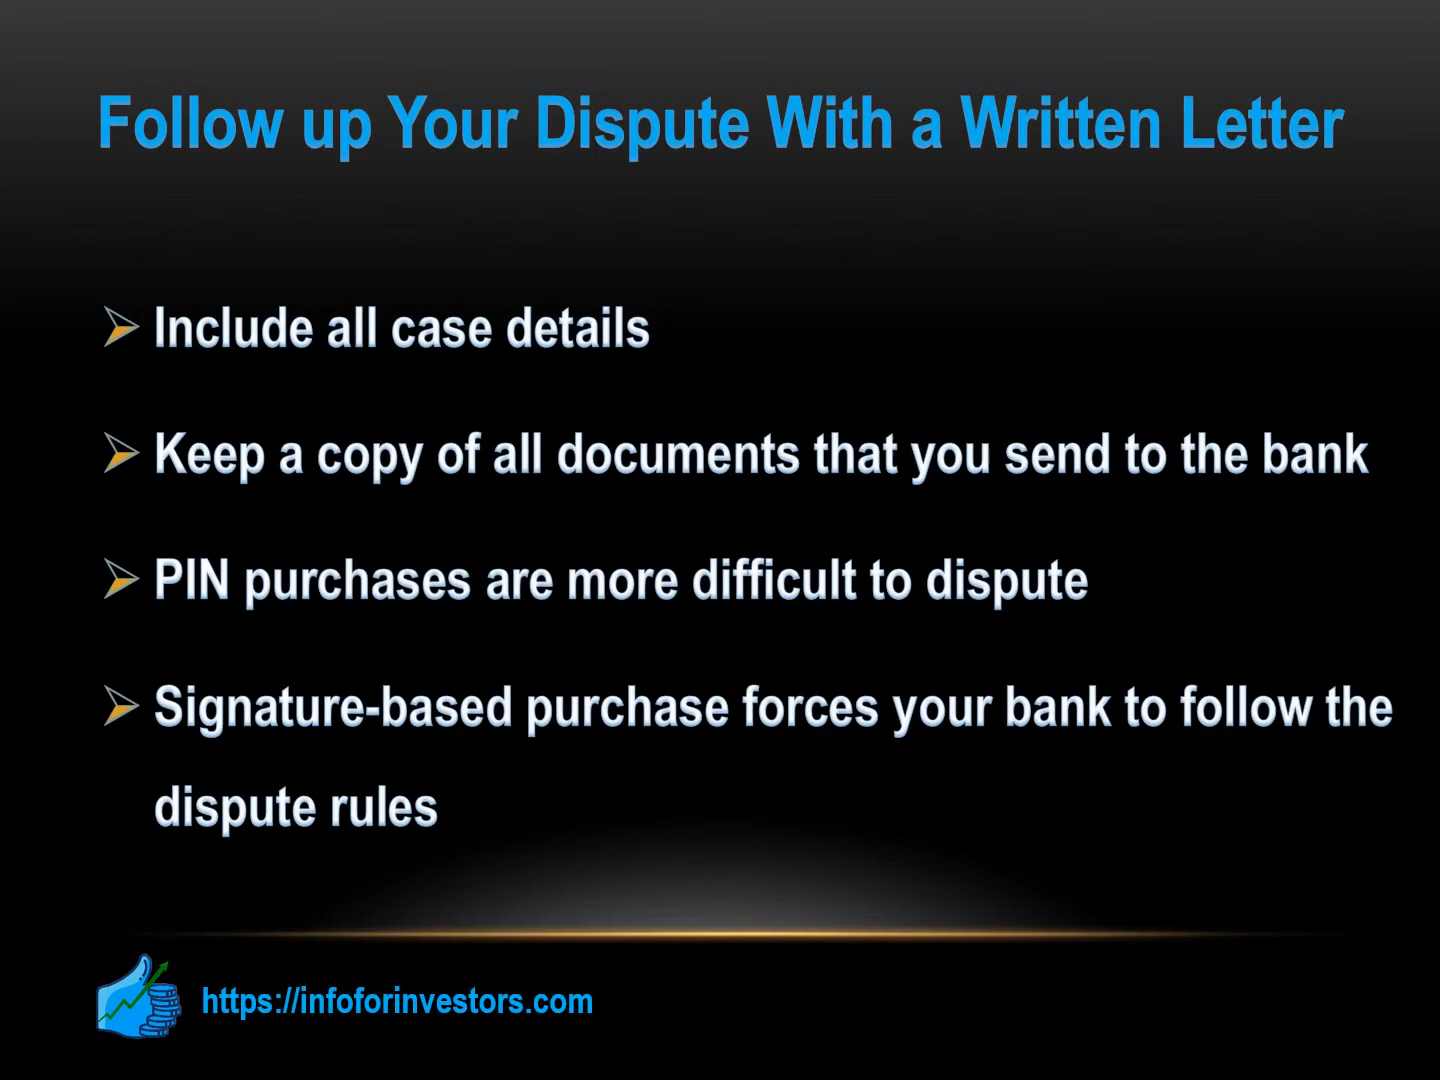 Follow up Your Dispute With a Written Letter
Include all case details
Keep a copy of all documents that you send to the bank
PIN purchases are more difficult to dispute
Signature-based purchase forces your bank to follow the
dispute rules
https://infoforinvestors.com